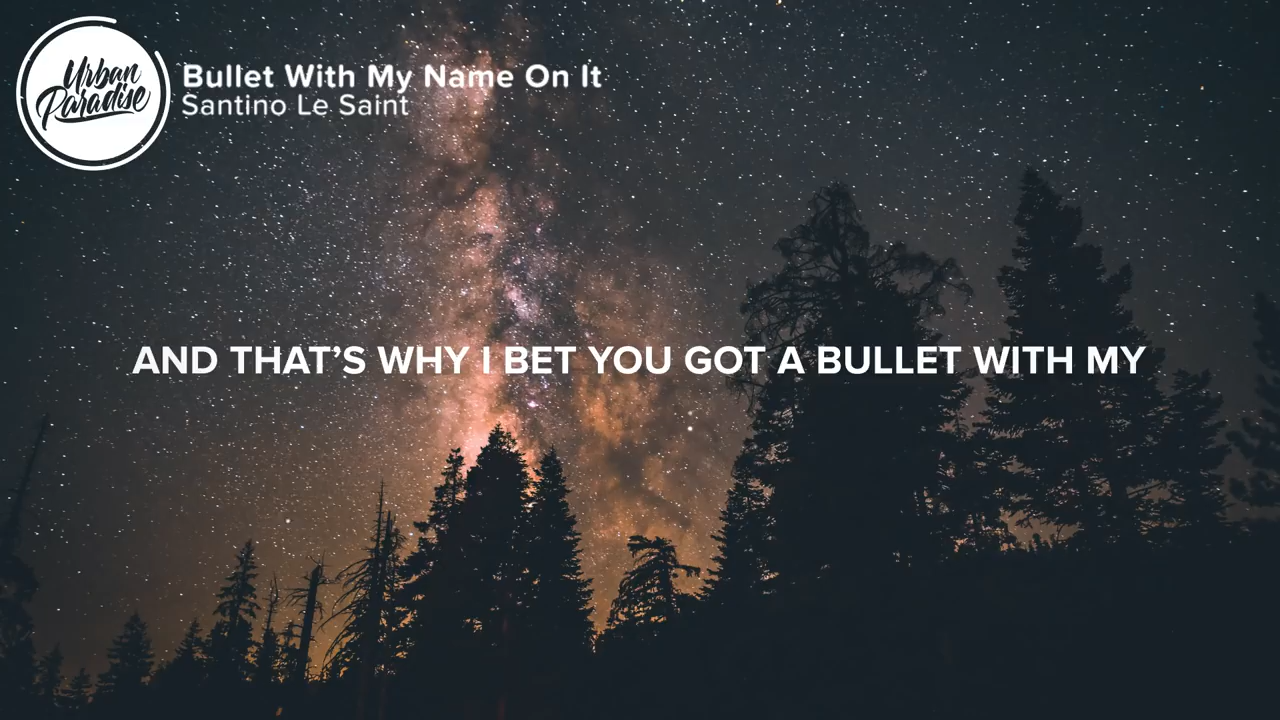 Urban
Paradise
Bullet With My Name On It
Santino Le Saint
AND THAT’S WHY I BET YOU GOT A BULLET WITH MY